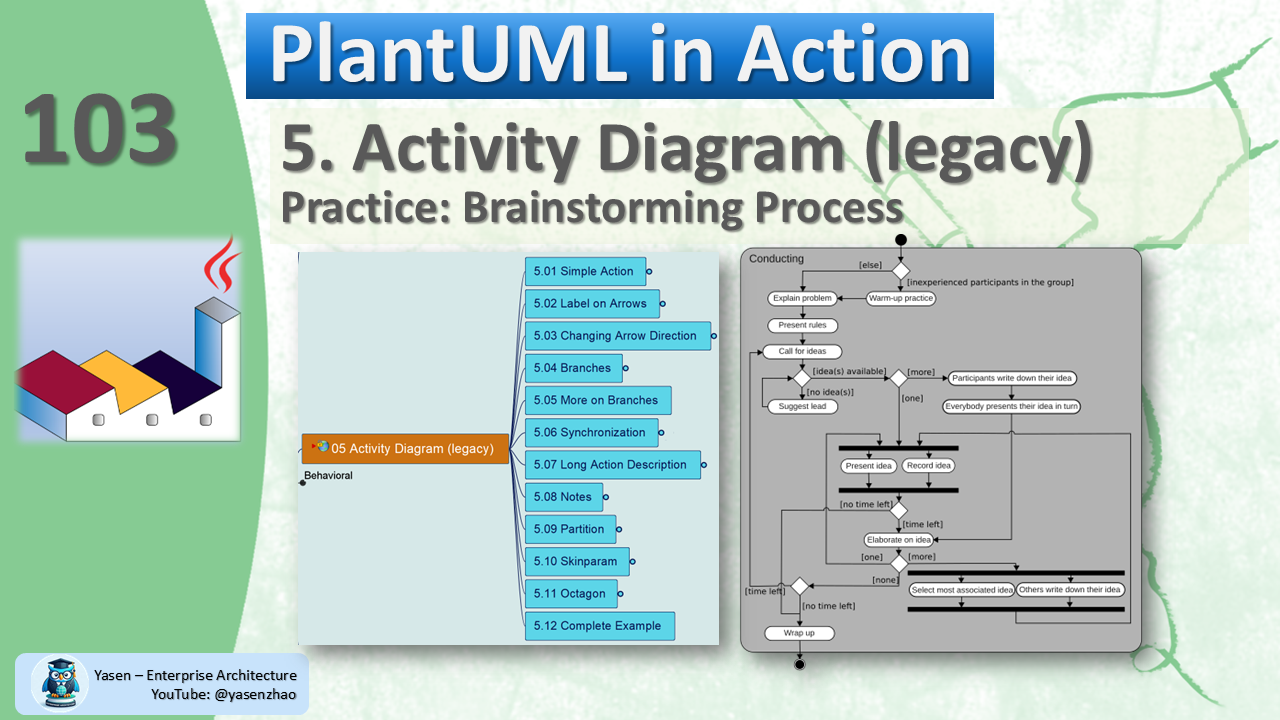 PlantUML in Action
103
5. Activity Diagram (legacy)
Practice: Brainstorming Process
05 Activity Diagram (legacy)
Behavioral
5.01 Simple Action
5.02 Label on Arrows
5.03 Changing Arrow Direction
5.04 Branches
5.05 More on Branches
5.06 Synchronization
5.07 Long Action Description
5.08 Notes
5.09 Partition
5.10 Skinparam
5.11 Octagon
5.12 Complete Example
Conducting
[else]
[inexperienced participants in the group]
Explain problem
Warm-up practice
Present rules
Call for ideas
[idea(s) available]
[more]
Participants write down their idea
[no idea(s)]
[one]
Suggest lead
Everybody presents their idea in turn
Present idea
Record idea
[no time left]
[time left]
Elaborate on idea
[one]
[more]
[none]
[time left]
Select most associated idea
Others write down their idea
[no time left]
Wrap up
Yasen – Enterprise Architecture
YouTube: @yasenzhao